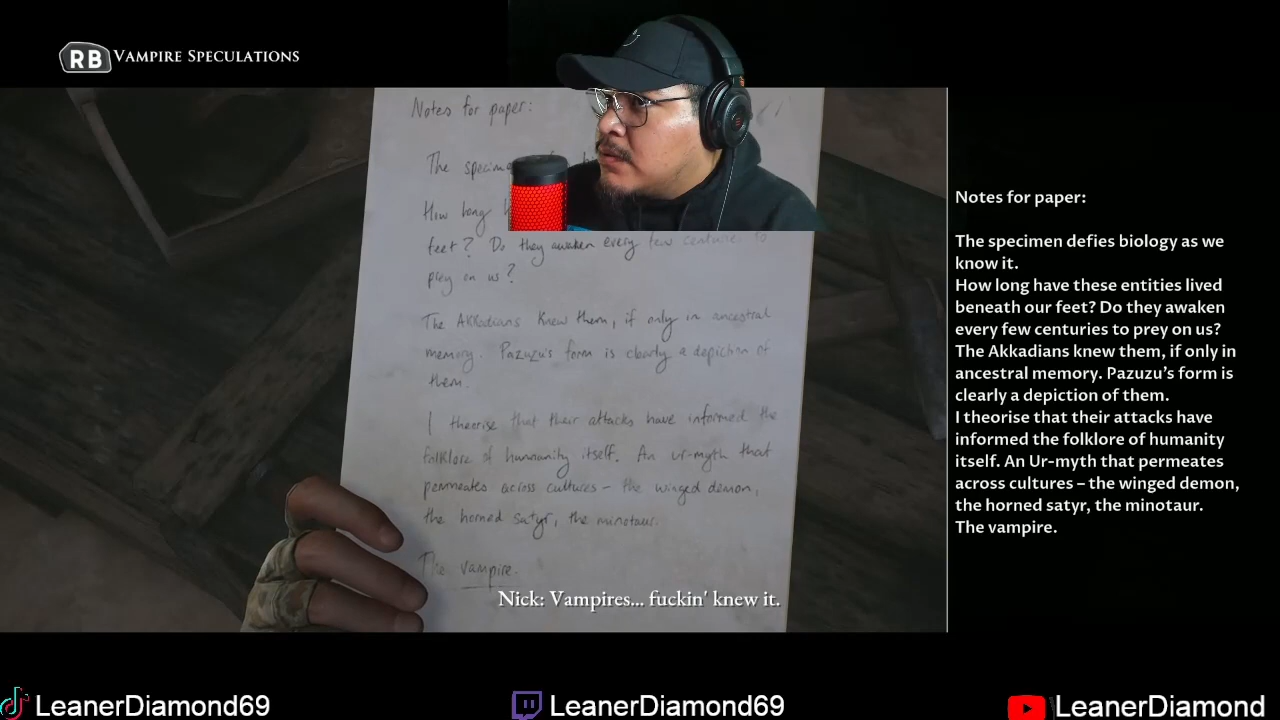 RB VAMPIRE SPECULATIONS
Notes for paper:
The specim
How long
feet? Do they awaken every few centuries to
prey on us?
The Akkadians knew them, if only in ancestral
memory. Pazuzu's form is clearly a depiction of
them.
I theorise that their attacks have informed the
folklore of humanity itself. An ur-myth that
permeates across cultures – the winged demon,
the horned satyr, the minotaur.
The vampire.
Nick: Vampires... fuckin' knew it.
Notes for paper:
The specimen defies biology as we
know it.
How long have these entities lived
beneath our feet? Do they awaken
every few centuries to prey on us?
The Akkadians knew them, if only in
ancestral memory. Pazuzu's form is
clearly a depiction of them.
I theorise that their attacks have
informed the folklore of humanity
itself. An Ur-myth that permeates
across cultures – the winged demon,
the horned satyr, the minotaur.
The vampire.
LeanerDiamond69
LeanerDiamond69
LeanerDiamond